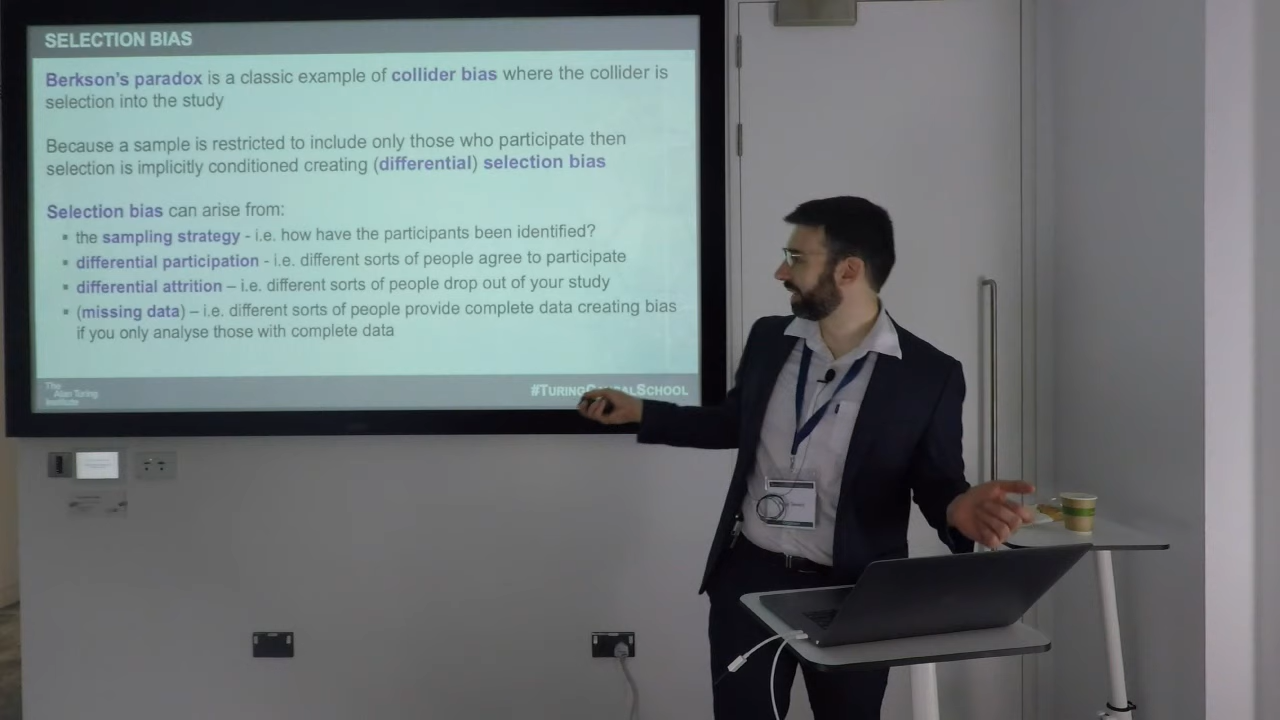 SELECTION BIAS
Berkson's paradox is a classic example of collider bias where the collider is
selection into the study
Because a sample is restricted to include only those who participate then
selection is implicitly conditioned creating (differential) selection bias
Selection bias can arise from:
▪ the sampling strategy - i.e. how have the participants been identified?
▪ differential participation - i.e. different sorts of people agree to participate
▪ differential attrition – i.e. different sorts of people drop out of your study
▪ (missing data) – i.e. different sorts of people provide complete data creating bias
if you only analyse those with complete data
The
Alan Turing
Institute
#TURINGCAUSALSCHOOL